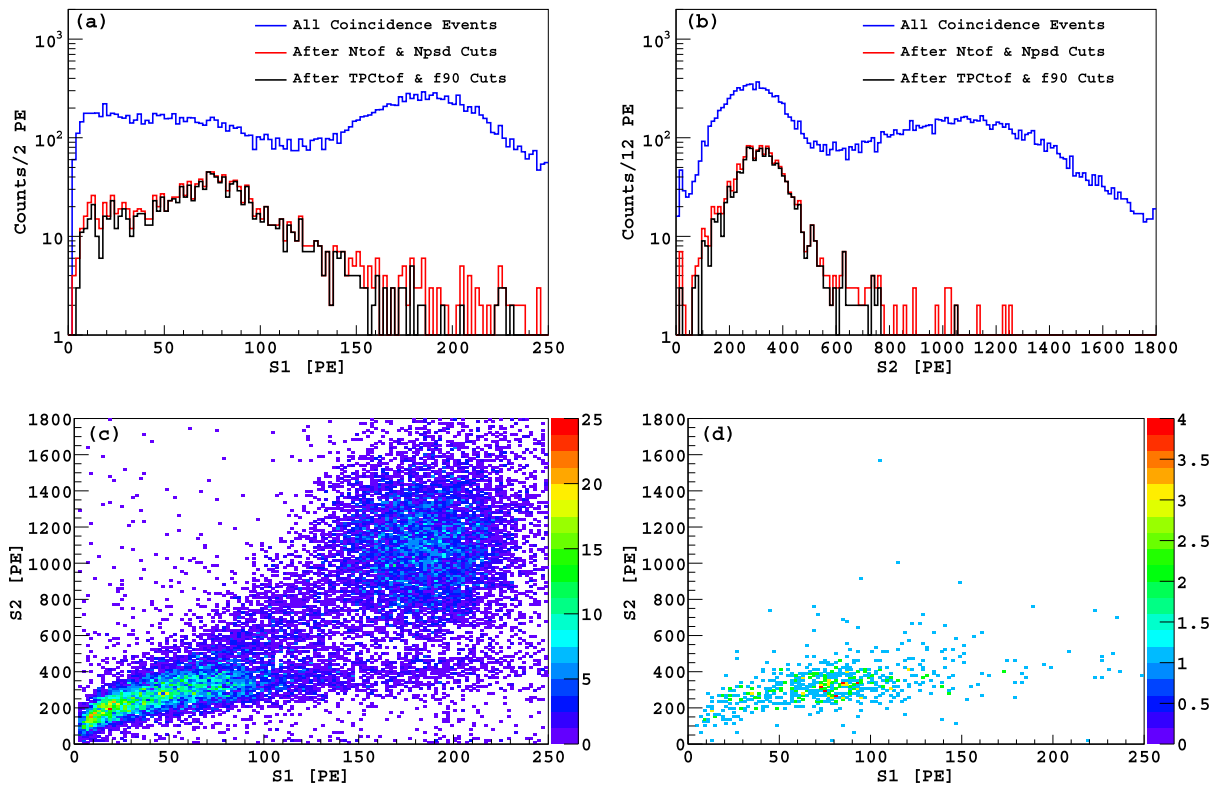 (a)
All Coincidence Events
After Ntof & Npsd Cuts
After TPCtof & f90 Cuts
Counts/2 PE
10³
10²
10
1
0 50 100 150 200 250
S1 [PE]
(b)
All Coincidence Events
After Ntof & Npsd Cuts
After TPCtof & f90 Cuts
Counts/12 PE
10³
10²
10
1
0 200 400 600 800 1000 1200 1400 1600 1800
S2 [PE]
(c)
S2 [PE]
1800
1600
1400
1200
1000
800
600
400
200
0
0 50 100 150 200 250
S1 [PE]
25
20
15
10
5
0
(d)
S2 [PE]
1800
1600
1400
1200
1000
800
600
400
200
0
0 50 100 150 200 250
S1 [PE]
4
3.5
3
2.5
2
1.5
1
0.5
0